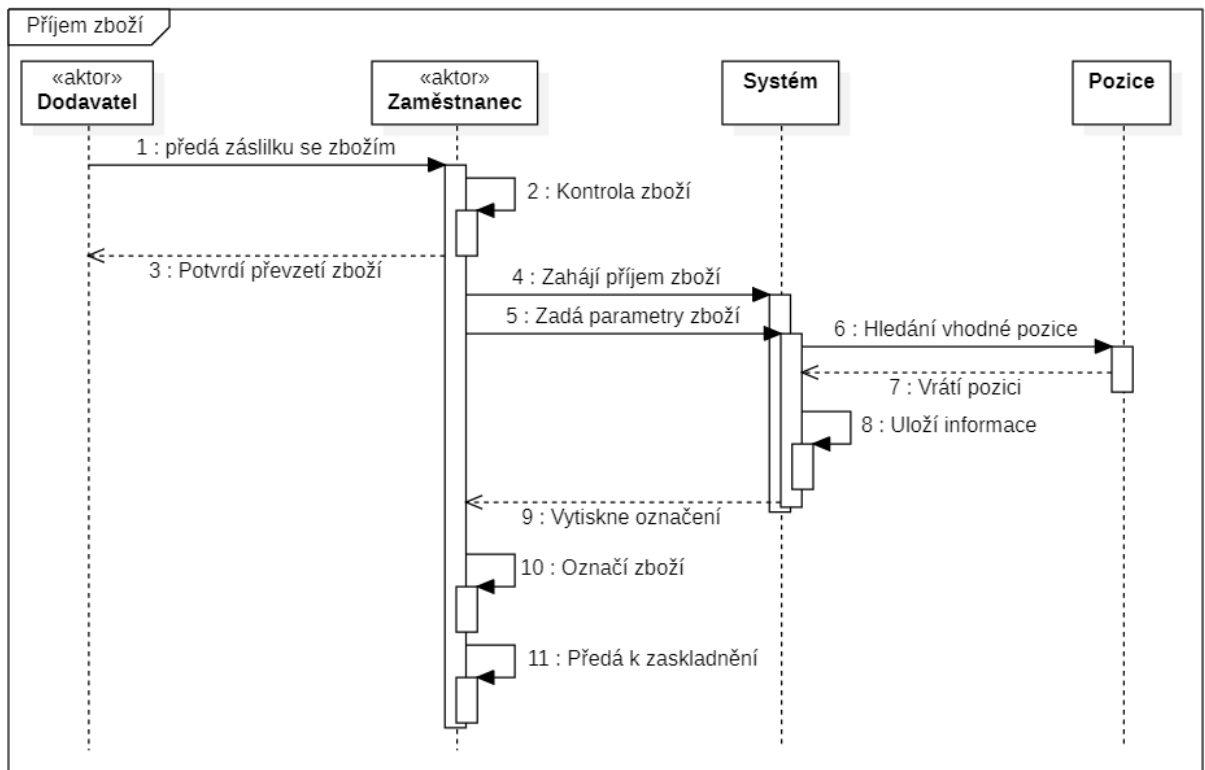 Příjem zboží
«aktor»
Dodavatel
«aktor»
Zaměstnanec
Systém
Pozice
1 : předá záslilku se zbožím
2 : Kontrola zboží
3 : Potvrdí převzetí zboží
4 : Zahájí příjem zboží
5 : Zadá parametry zboží
6 : Hledání vhodné pozice
7 : Vrátí pozici
8 : Uloží informace
9 : Vytiskne označení
10 : Označí zboží
11 : Předá k zaskladnění